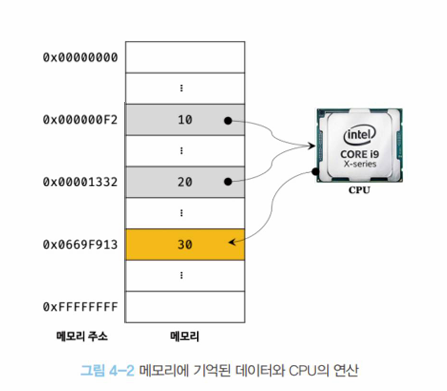 0x00000000
⋮
0x000000F2 10
⋮
0x00001332 20
⋮
0x0669F913 30
⋮
0xFFFFFFFF
메모리 주소 메모리
intel
CORE i9
X-series
CPU
그림 4-2 메모리에 기억된 데이터와 CPU의 연산